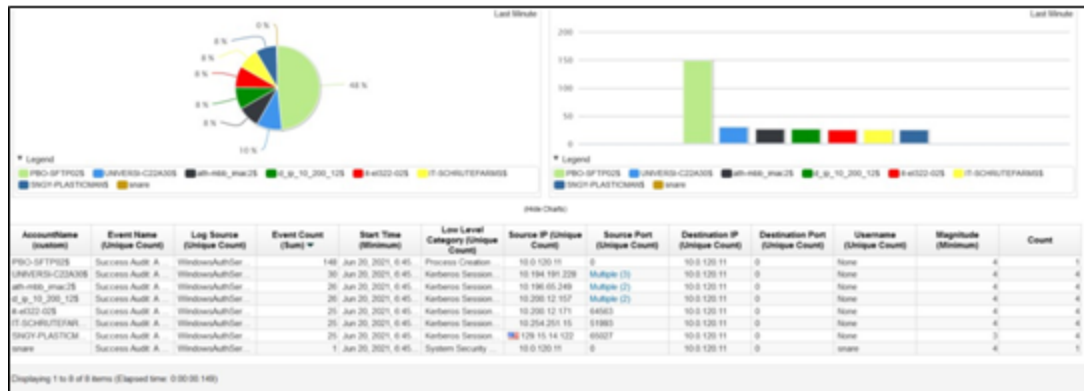 Last Minute
Last Minute
0 %
8 %
8 %
8 %
8 %
8 %
10 %
48 %
200
150
100
50
0
▼ Legend
PBO-SFTP02$ UNIVERSI-C22A30$ ath-mbb_imac2$ d_ip_10_200_12$ it-el322-02$ IT-SCHRUTEFARMS$
SNGY-PLASTICMAN$ snare
▼ Legend
PBO-SFTP02$ UNIVERSI-C22A30$ ath-mbb_imac2$ d_ip_10_200_12$ it-el322-02$ IT-SCHRUTEFARMS$
SNGY-PLASTICMAN$ snare
(Hide Charts)
AccountName (custom) Event Name (Unique Count) Log Source (Unique Count) Event Count (Sum) ▼ Start Time (Minimum) Low Level Category (Unique Count) Source IP (Unique Count) Source Port (Unique Count) Destination IP (Unique Count) Destination Port (Unique Count) Username (Unique Count) Magnitude (Minimum) Count
PBO-SFTP02$ Success Audit: A... WindowsAuthSer... 148 Jun 20, 2021, 6:45... Process Creation 10.0.120.11 0 10.0.120.11 0 None 4 1
UNIVERSI-C22A30$ Success Audit: A... WindowsAuthSer... 30 Jun 20, 2021, 6:45... Kerberos Session... 10.194.191.228 Multiple (3) 10.0.120.11 0 None 4 4
ath-mbb_imac2$ Success Audit: A... WindowsAuthSer... 26 Jun 20, 2021, 6:45... Kerberos Session... 10.196.65.249 Multiple (2) 10.0.120.11 0 None 4 4
d_ip_10_200_12$ Success Audit: A... WindowsAuthSer... 26 Jun 20, 2021, 6:45... Kerberos Session... 10.200.12.157 Multiple (2) 10.0.120.11 0 None 4 4
it-el322-02$ Success Audit: A... WindowsAuthSer... 25 Jun 20, 2021, 6:45... Kerberos Session... 10.200.12.171 64563 10.0.120.11 0 None 4 4
IT-SCHRUTEFAR... Success Audit: A... WindowsAuthSer... 25 Jun 20, 2021, 6:45... Kerberos Session... 10.254.251.15 51983 10.0.120.11 0 None 4 4
SNGY-PLASTICM... Success Audit: A... WindowsAuthSer... 25 Jun 20, 2021, 6:45... Kerberos Session... 129.15.14.122 65027 10.0.120.11 0 None 3 4
snare Success Audit: A... WindowsAuthSer... 1 Jun 20, 2021, 6:45... System Security ... 10.0.120.11 0 10.0.120.11 0 snare 4 1
Displaying 1 to 8 of 8 items (Elapsed time: 0:00:00.149)